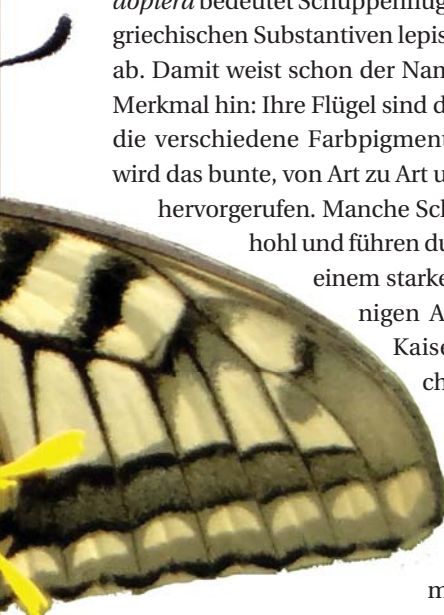 doptera bedeutet Schuppenflüg
griechischen Substantiven lepis
ab. Damit weist schon der Nam
Merkmal hin: Ihre Flügel sind d
die verschiedene Farbpigment
wird das bunte, von Art zu Art u
hervorgerufen. Manche Sch
hohl und führen du
einem starke
nigen A
Kaise
ch
m